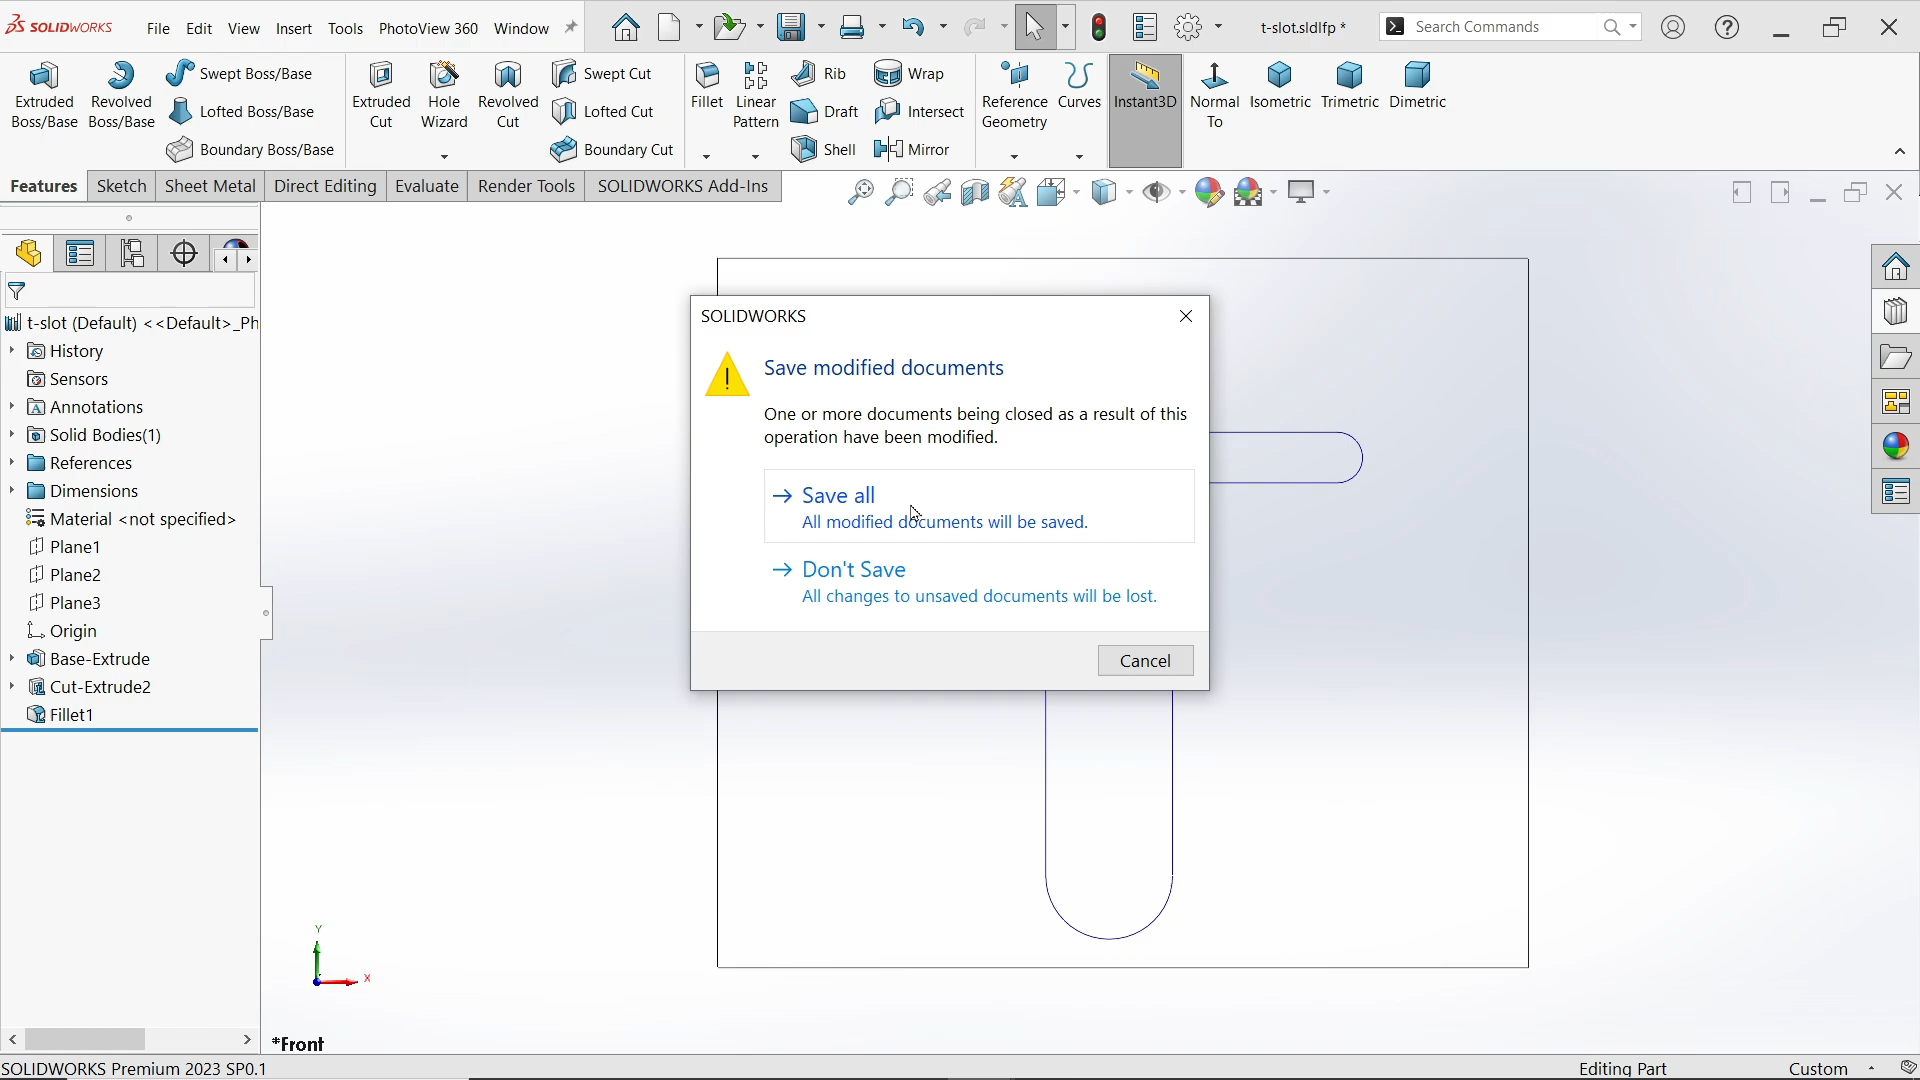 SOLIDWORKS File Edit View Insert Tools PhotoView 360 Window t-slot.sldlfp * Search Commands
Extruded Boss/Base
Revolved Boss/Base
Swept Boss/Base
Lofted Boss/Base
Boundary Boss/Base
Extruded Cut
Hole Wizard
Revolved Cut
Swept Cut
Lofted Cut
Boundary Cut
Fillet
Linear Pattern
Rib
Draft
Shell
Wrap
Intersect
Mirror
Reference Geometry
Curves
Instant3D
Normal To
Isometric
Trimetric
Dimetric
Features Sketch Sheet Metal Direct Editing Evaluate Render Tools SOLIDWORKS Add-Ins
t-slot (Default) <<Default>_Ph
History
Sensors
Annotations
Solid Bodies(1)
References
Dimensions
Material <not specified>
Plane1
Plane2
Plane3
Origin
Base-Extrude
Cut-Extrude2
Fillet1
SOLIDWORKS
Save modified documents
One or more documents being closed as a result of this
operation have been modified.
Save all
All modified documents will be saved.
Don't Save
All changes to unsaved documents will be lost.
Cancel
Y
X
*Front
SOLIDWORKS Premium 2023 SP0.1 Editing Part Custom